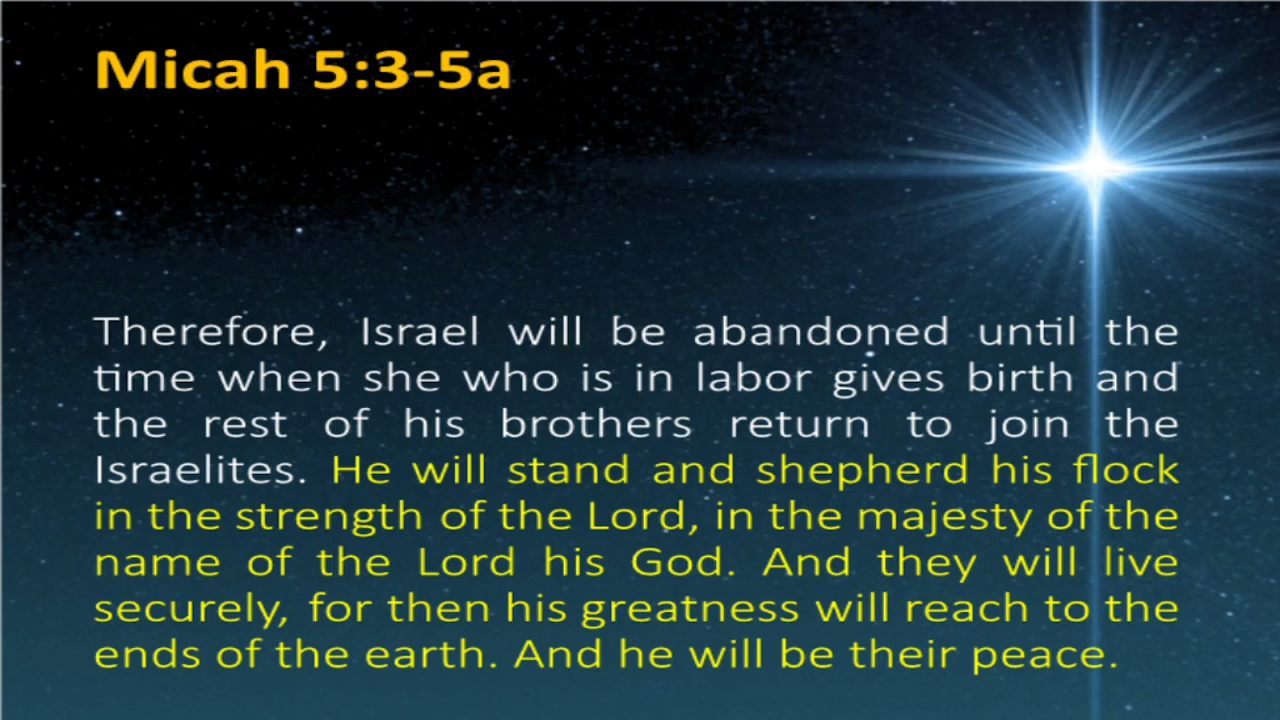 Micah 5:3-5a
Therefore, Israel will be abandoned until the
time when she who is in labor gives birth and
the rest of his brothers return to join the
Israelites. He will stand and shepherd his flock
in the strength of the Lord, in the majesty of the
name of the Lord his God. And they will live
securely, for then his greatness will reach to the
ends of the earth. And he will be their peace.